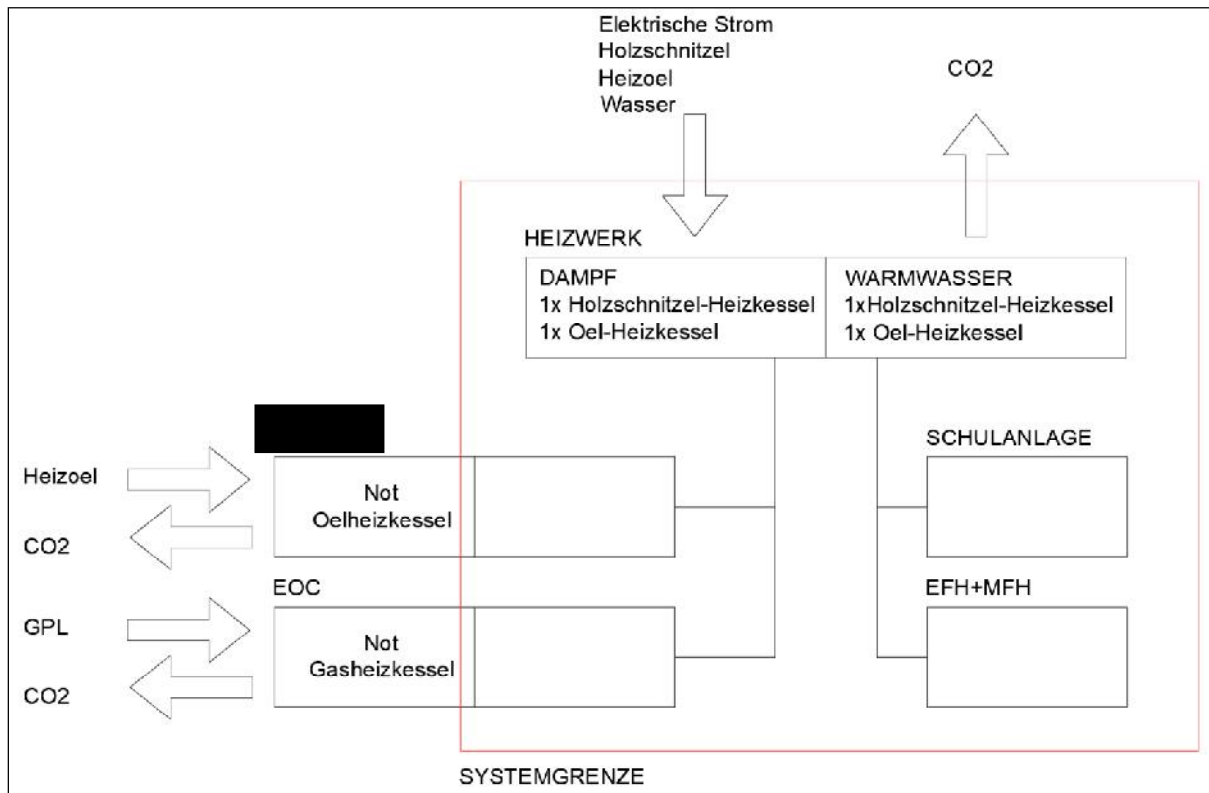 Elektrische Strom
Holzschnitzel
Heizoel
Wasser
CO2
HEIZWERK
DAMPF
1x Holzschnitzel-Heizkessel
1x Oel-Heizkessel
WARMWASSER
1xHolzschnitzel-Heizkessel
1x Oel-Heizkessel
SCHULANLAGE
Heizoel
Not
Oelheizkessel
CO2
EOC
EFH+MFH
GPL
Not
Gasheizkessel
CO2
SYSTEMGRENZE